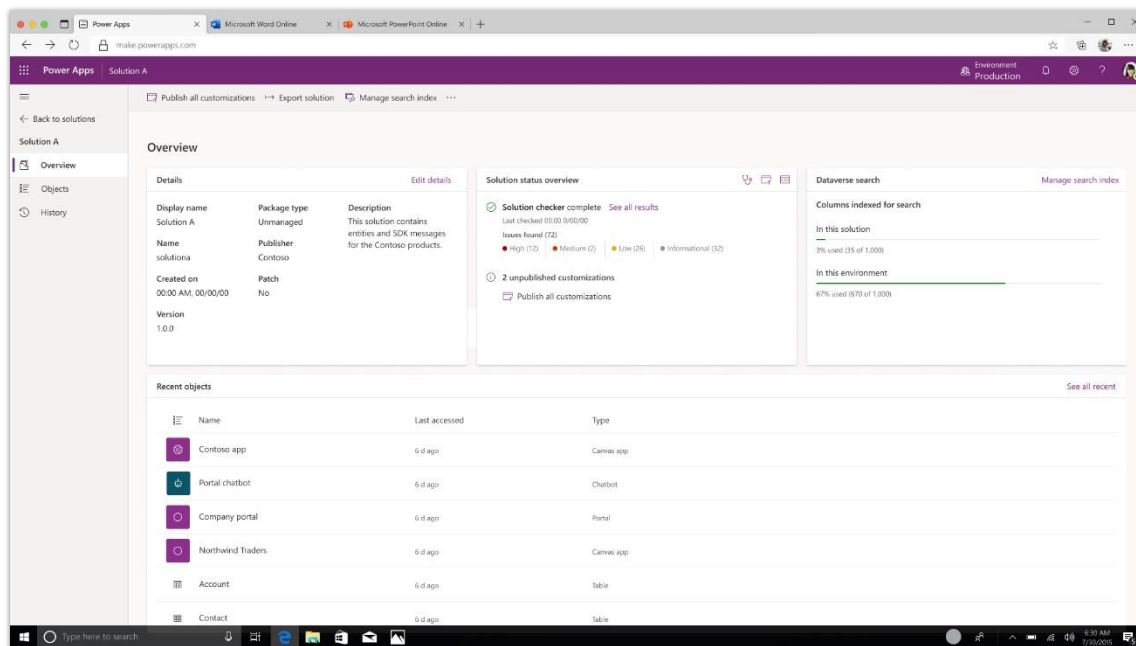 Power Apps
Microsoft Word Online
Microsoft PowerPoint Online
make.powerapps.com
Power Apps
Solution A
Environment
Production
Back to solutions
Solution A
Overview
Objects
History
Publish all customizations
Export solution
Manage search index
Overview
Details
Edit details
Display name
Solution A
Name
solutiona
Created on
00:00 AM, 00/00/00
Version
1.0.0
Package type
Unmanaged
Publisher
Contoso
Patch
No
Description
This solution contains
entities and SDK messages
for the Contoso products.
Solution status overview
Solution checker complete See all results
Last checked 00:00 0/00/00
Issues found (72)
High (12) Medium (2) Low (26) Informational (32)
2 unpublished customizations
Publish all customizations
Dataverse search
Manage search index
Columns indexed for search
In this solution
3% used (35 of 1,000)
In this environment
67% used (670 of 1,000)
Recent objects
See all recent
Name Last accessed Type
Contoso app 6 d ago Canvas app
Portal chatbot 6 d ago Chatbot
Company portal 6 d ago Portal
Northwind Traders 6 d ago Canvas app
Account 6 d ago Table
Contact 6 d ago Table
Type here to search
6:30 AM
7/30/2015